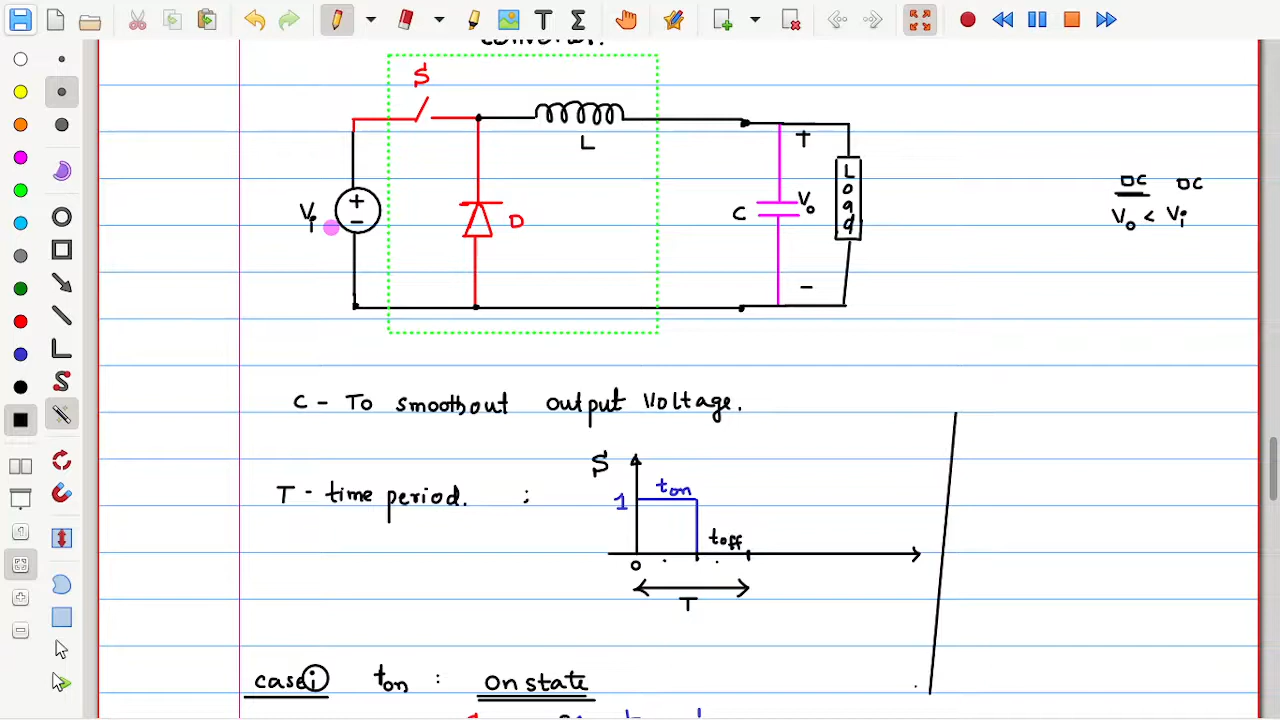 converter.
S
L
+
DC DC
Vi + -
D
C
Vo
Load
Vo < Vi
-
C - To smoothout output Voltage.
S
T - time period. :
1
ton
toff
0
T
case i ton : On state